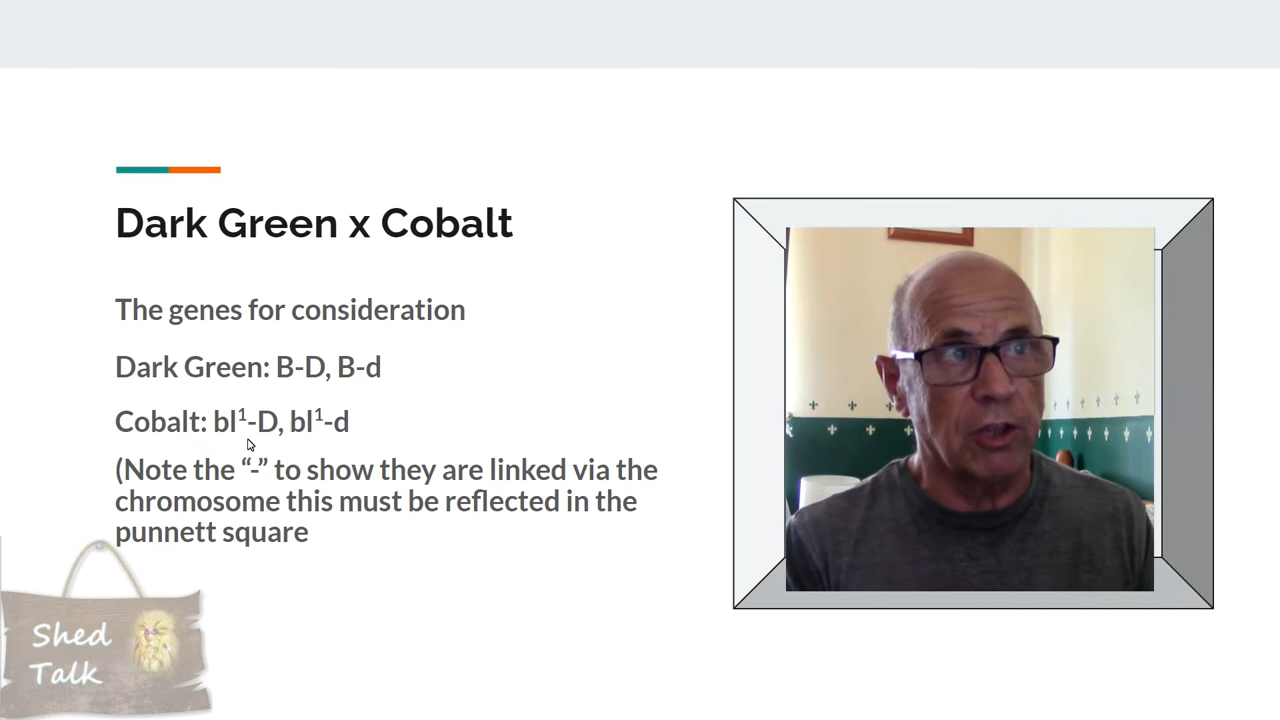 Dark Green x Cobalt
The genes for consideration
Dark Green: B-D, B-d
Cobalt: bl¹-D, bl¹-d
(Note the “-” to show they are linked via the
chromosome this must be reflected in the
punnett square
Shed
Talk